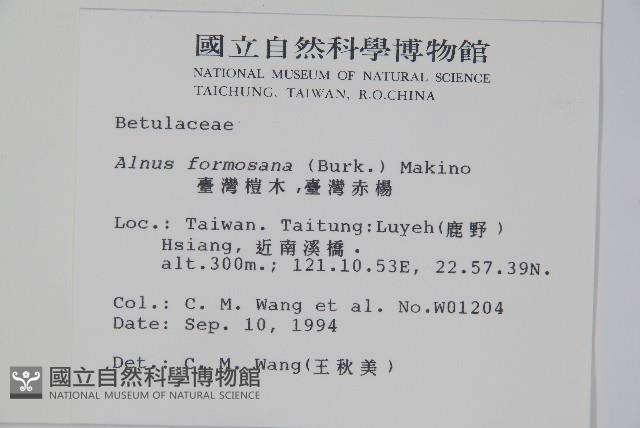 國立自然科學博物館
NATIONAL MUSEUM OF NATURAL SCIENCE
TAICHUNG, TAIWAN, R.O.CHINA
Betulaceae
Alnus formosana (Burk.) Makino
臺灣榿木,臺灣赤楊
Loc.: Taiwan. Taitung:Luyeh(鹿野)
Hsiang, 近南溪橋.
alt.300m.; 121.10.53E, 22.57.39N.
Col.: C. M. Wang et al. No.W01204
Date: Sep. 10, 1994
Det.: C. M. Wang(王秋美)
國立自然科學博物館
NATIONAL MUSEUM OF NATURAL SCIENCE